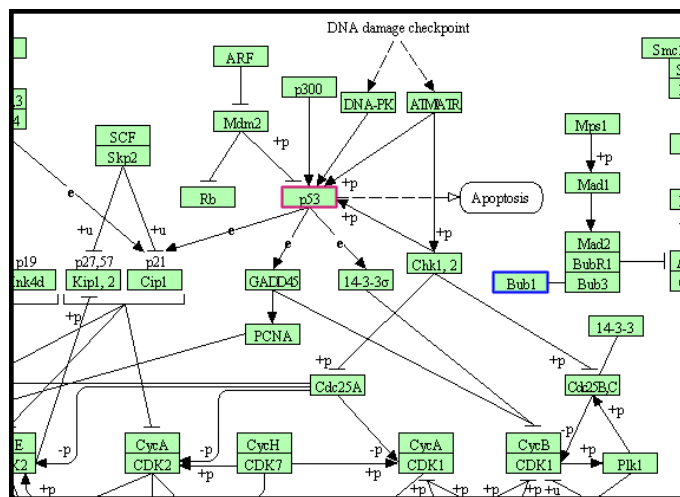 DNA damage checkpoint
Smc1
ARF
p300
DNA-PK
ATM/ATR
Mdm2
+p
SCF
Skp2
Mps1
+p
Mad1
Rb
p53
+p
+p
Apoptosis
e
+u
+u
e
e
e
+p
Mad2
BubR1
Bub3
Bub1
p19
Ink4d
p27,57
Kip1, 2
p21
Cip1
GADD45
14-3-3σ
Chk1, 2
+p
PCNA
14-3-3
+p
+p
Cdc25A
Cdc25B,C
-p
-p
-p
-p
+p
E
K2
CycA
CDK2
CycH
CDK7
CycA
CDK1
CycB
CDK1
Plk1
+p
+p
+p
+p
+p
+p
+p
+u